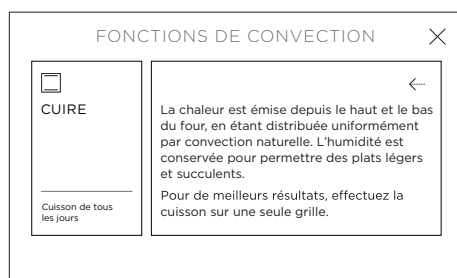 FONCTIONS DE CONVECTION
CUIRE
Cuisson de tous
les jours
La chaleur est émise depuis le haut et le bas
du four, en étant distribuée uniformément
par convection naturelle. L'humidité est
conservée pour permettre des plats légers
et succulents.
Pour de meilleurs résultats, effectuez la
cuisson sur une seule grille.